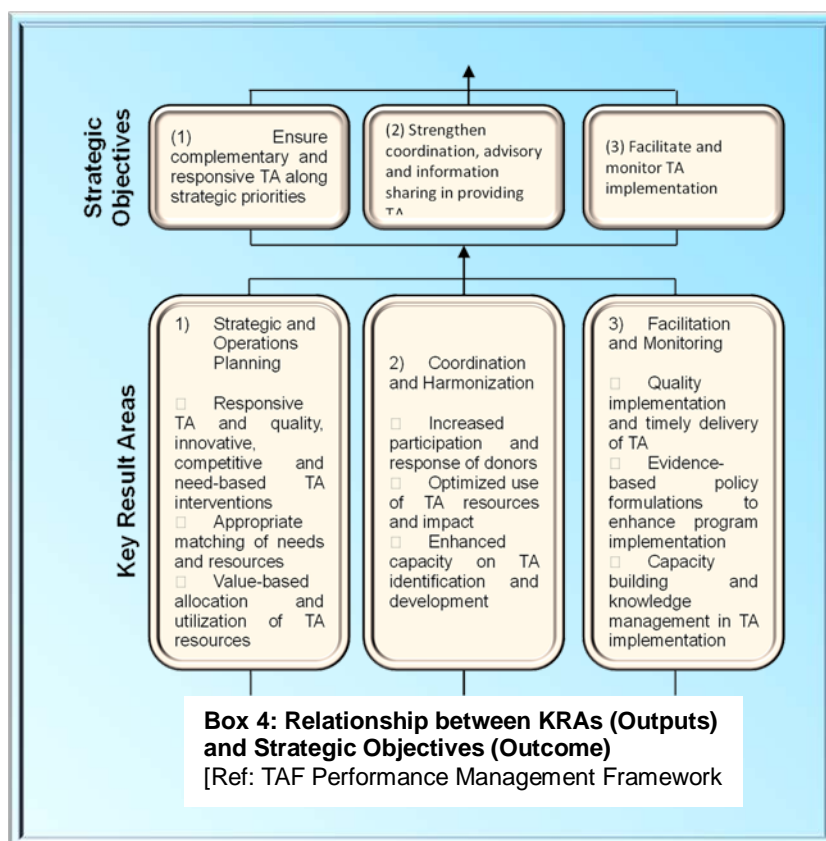 Strategic
Objectives
(1) Ensure
complementary and
responsive TA along
strategic priorities
(2) Strengthen
coordination, advisory
and information
sharing in providing
TA
(3) Facilitate and
monitor TA
implementation
Key Result Areas
1) Strategic and
Operations
Planning
□ Responsive
TA and quality,
innovative,
competitive and
need-based TA
interventions
□ Appropriate
matching of needs
and resources
□ Value-based
allocation and
utilization of TA
resources
2) Coordination
and Harmonization
□ Increased
participation and
response of donors
□ Optimized use
of TA resources
and impact
□ Enhanced
capacity on TA
identification and
development
3) Facilitation
and Monitoring
□ Quality
implementation
and timely delivery
of TA
□ Evidence-
based policy
formulations to
enhance program
implementation
□ Capacity
building and
knowledge
management in TA
implementation
Box 4: Relationship between KRAs (Outputs)
and Strategic Objectives (Outcome)
[Ref: TAF Performance Management Framework